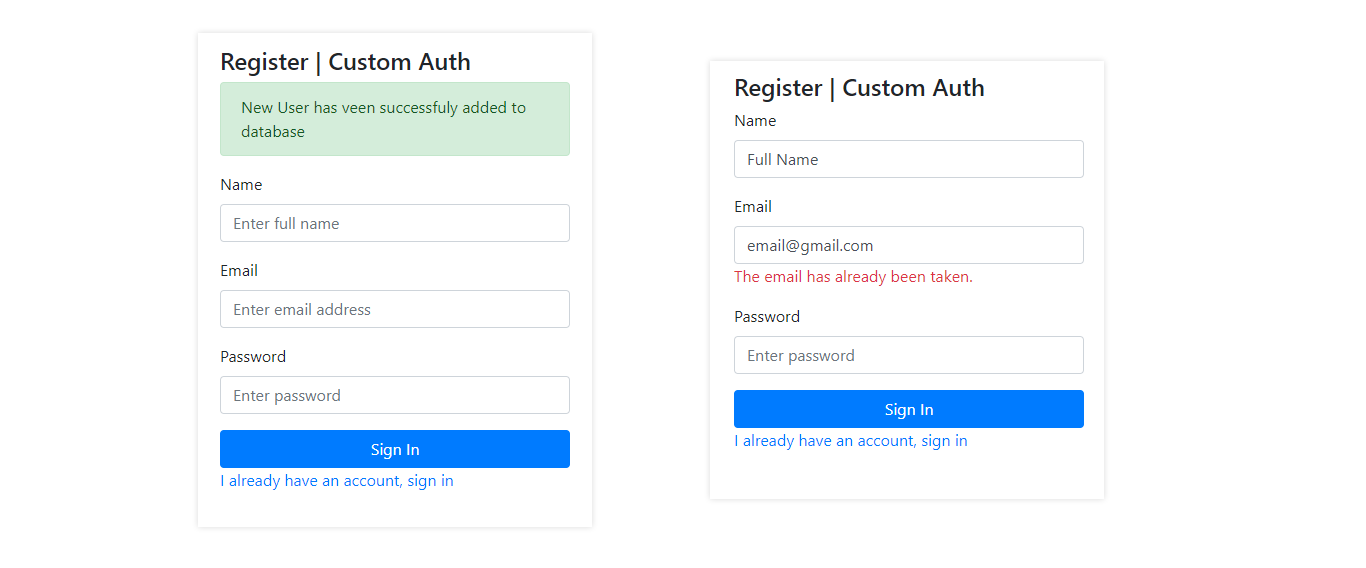 Register | Custom Auth
New User has veen successfuly added to
database
Name
Enter full name
Email
Enter email address
Password
Enter password
Sign In
I already have an account, sign in
Register | Custom Auth
Name
Full Name
Email
email@gmail.com
The email has already been taken.
Password
Enter password
Sign In
I already have an account, sign in